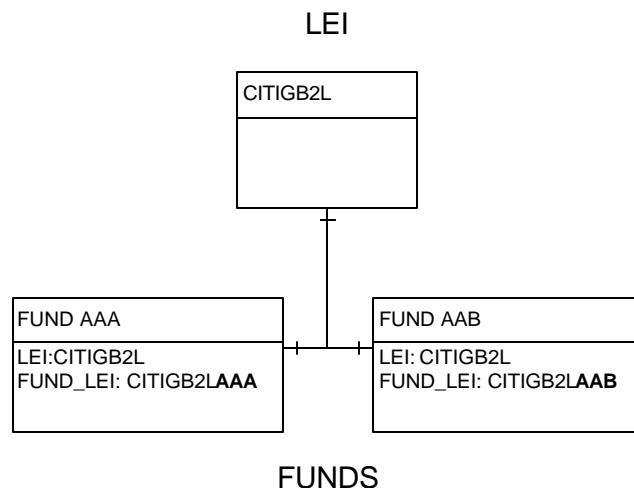 LEI
CITIGB2L
FUND AAA
LEI:CITIGB2L
FUND_LEI: CITIGB2LAAA
FUND AAB
LEI: CITIGB2L
FUND_LEI: CITIGB2LAAB
FUNDS